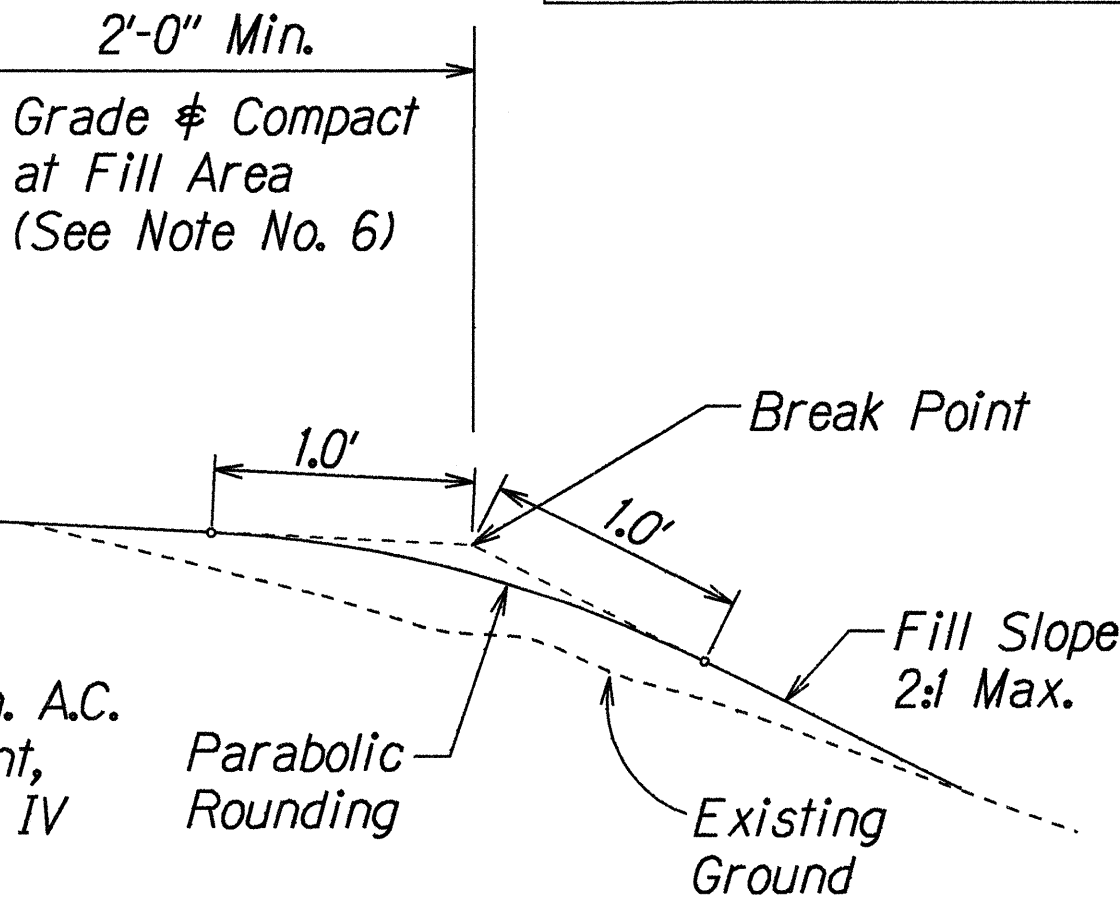 2'-0" Min.
Grade & Compact
at Fill Area
(See Note No. 6)
Break Point
1.0'
1.0'
Fill Slope
2:1 Max.
A.C.
Parabolic
Rounding
IV
Existing
Ground